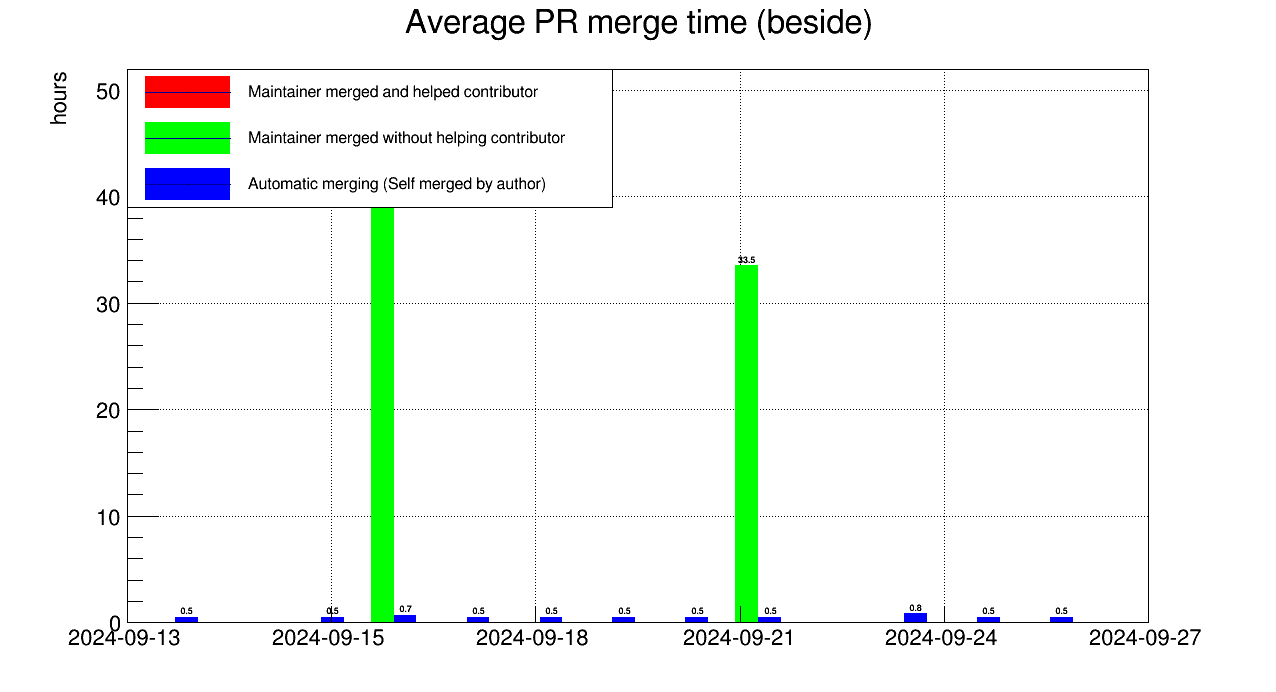 Average PR merge time (beside)
hours
50
40
30
20
10
0
Maintainer merged and helped contributor
Maintainer merged without helping contributor
Automatic merging (Self merged by author)
33.5
0.5 0.5 0.7 0.5 0.5 0.5 0.5 0.5 0.8 0.5 0.5
2024-09-13 2024-09-15 2024-09-18 2024-09-21 2024-09-24 2024-09-27